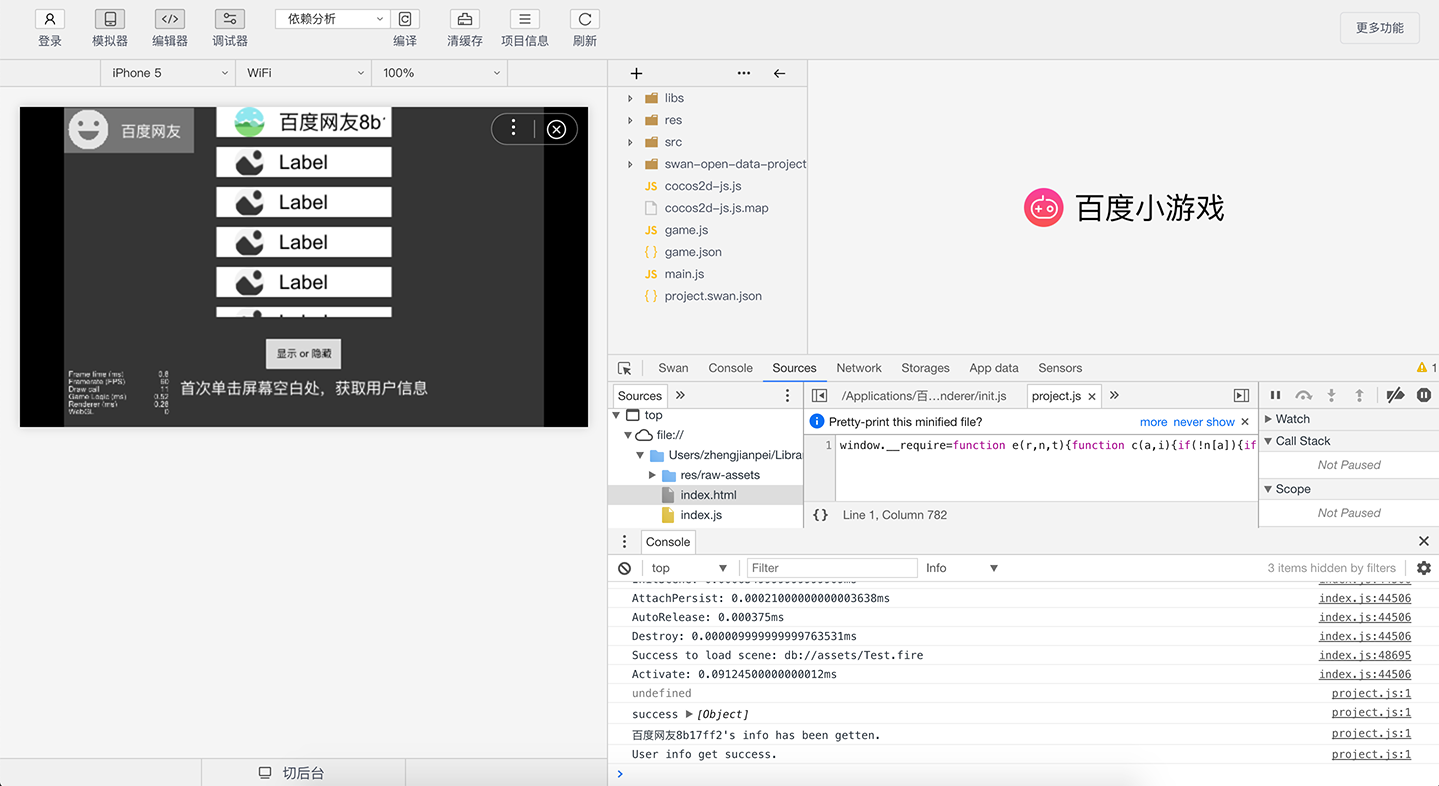 登录
模拟器
编辑器
调试器
依赖分析
编译
清缓存
项目信息
刷新
更多功能
iPhone 5
WiFi
100%
百度网友
百度网友8b1
Label
Label
Label
Label
显示 or 隐藏
首次单击屏幕空白处，获取用户信息
Frame time (ms) 0.8
Framerate (FPS) 60
Draw call 11
Game Logic (ms) 0.52
Renderer (ms) 0.28
WebGL 0
切后台
libs
res
src
swan-open-data-project
cocos2d-js.js
cocos2d-js.js.map
game.js
game.json
main.js
project.swan.json
百度小游戏
Swan
Console
Sources
Network
Storages
App data
Sensors
1
Sources
top
file://
Users/zhengjianpei/Libra
res/raw-assets
index.html
index.js
/Applications/百…nderer/init.js
project.js
Pretty-print this minified file?
more never show
1 window.__require=function e(r,n,t){function c(a,i){if(!n[a]){if
{} Line 1, Column 782
Watch
Call Stack
Not Paused
Scope
Not Paused
Console
top
Filter
Info
3 items hidden by filters
AttachPersist: 0.00021000000000003638ms index.js:44506
AutoRelease: 0.000375ms index.js:44506
Destroy: 0.000009999999999763531ms index.js:44506
Success to load scene: db://assets/Test.fire index.js:48695
Activate: 0.09124500000000012ms index.js:44506
undefined project.js:1
success [Object] project.js:1
百度网友8b17ff2's info has been getten. project.js:1
User info get success. project.js:1